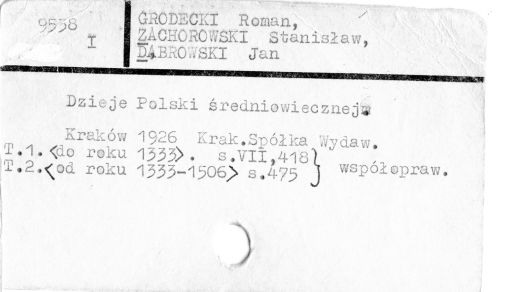 9538
I
GRODECKI Roman,
ZACHOROWSKI Stanisław,
DĄBROWSKI Jan
Dzieje Polski średniowiecznej.
Kraków 1926 Krak.Spółka Wydaw.
T.1.<do roku 1333>. s.VII,418 }
T.2.<od roku 1333-1506> s.475 } współopraw.